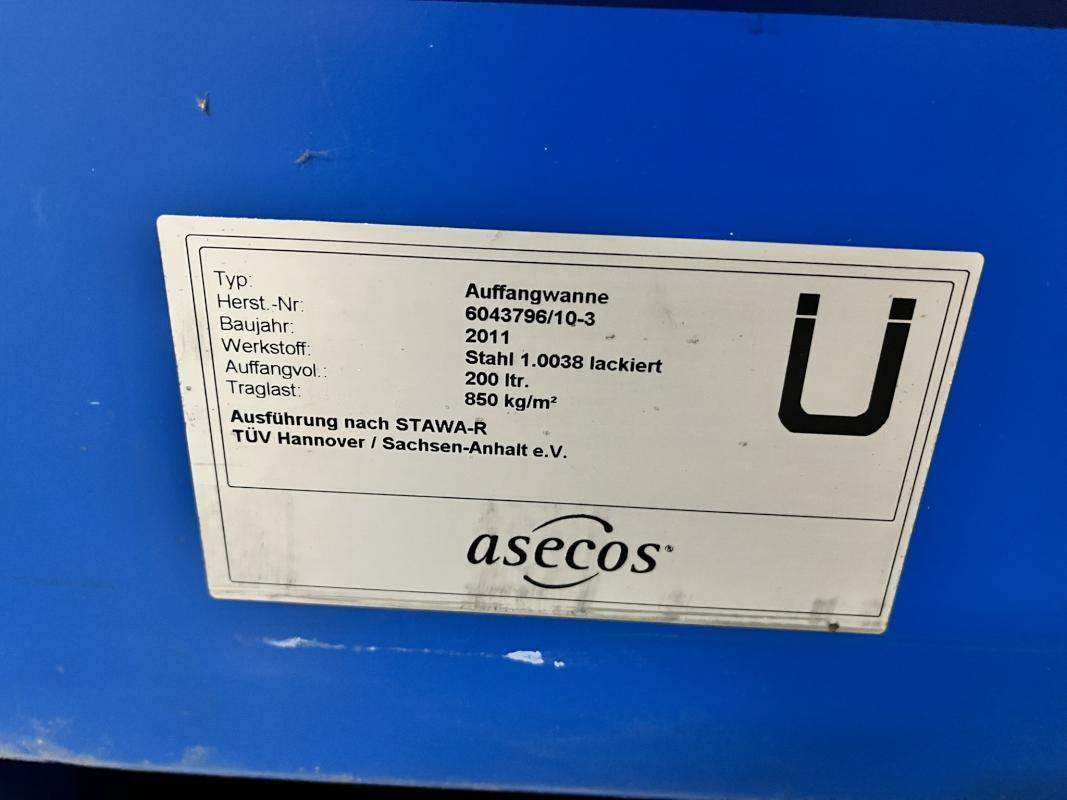 Typ: Auffangwanne
Herst.-Nr: 6043796/10-3
Baujahr: 2011
Werkstoff: Stahl 1.0038 lackiert
Auffangvol.: 200 ltr.
Traglast: 850 kg/m²
Ausführung nach STAWA-R
TÜV Hannover / Sachsen-Anhalt e.V.
Ü
asecos®